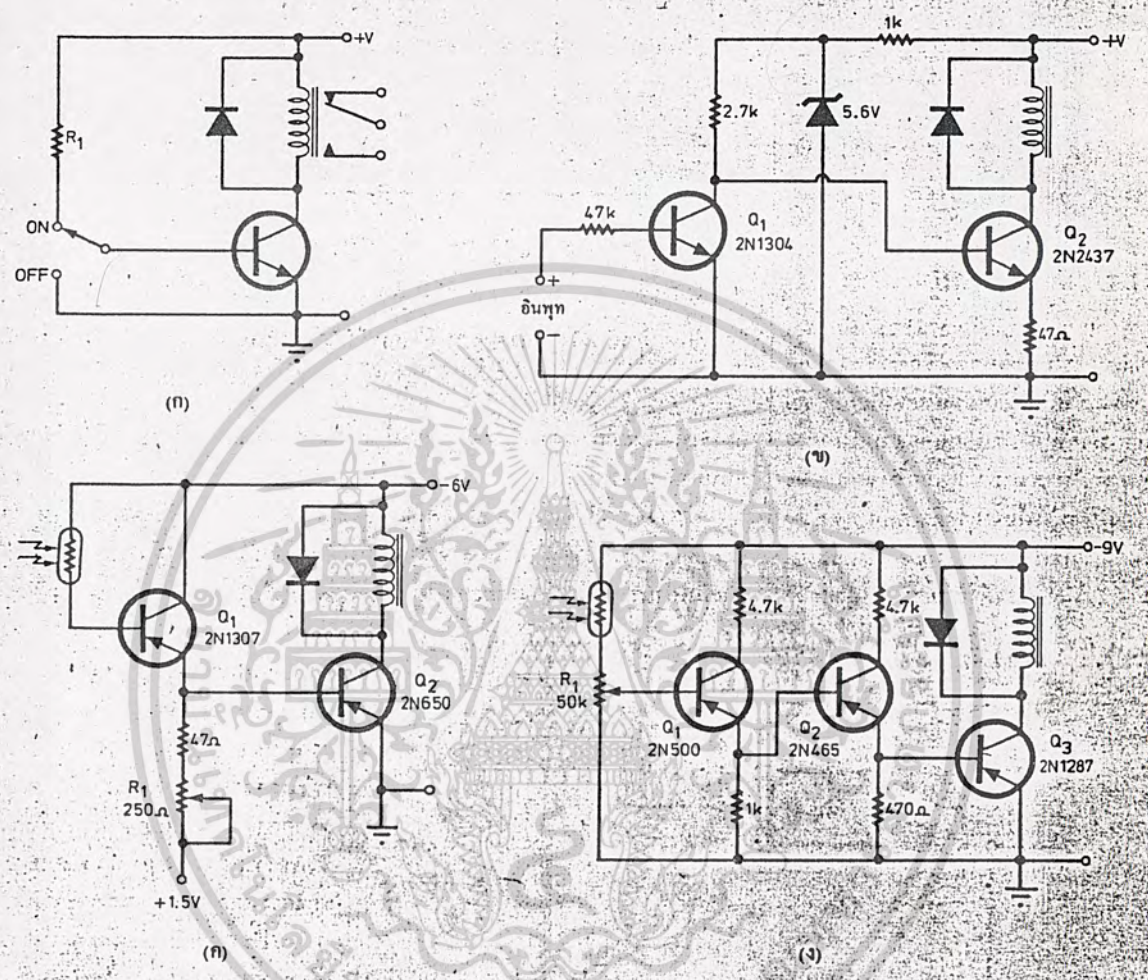 +V
R1
ON
OFF
(ก)
1k
+V
2.7k
5.6V
47k
Q1
2N1304
Q2
2N2437
+
อินพุท
−
47Ω
(ข)
-6V
Q1
2N1307
Q2
2N650
47Ω
R1
250Ω
+1.5V
(ค)
-9V
4.7k
4.7k
R1
50k
Q1
2N500
Q2
2N465
Q3
2N1287
1k
470Ω
(ง)